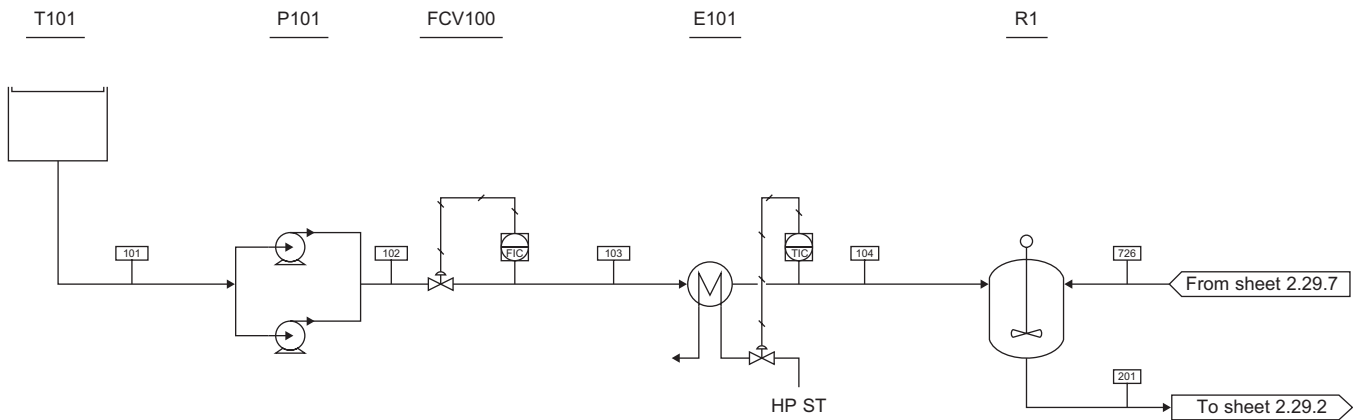 T101 P101 FCV100 E101 R1
FIC
TIC
101
102
103
104
726
From sheet 2.29.7
201
To sheet 2.29.2
HP ST